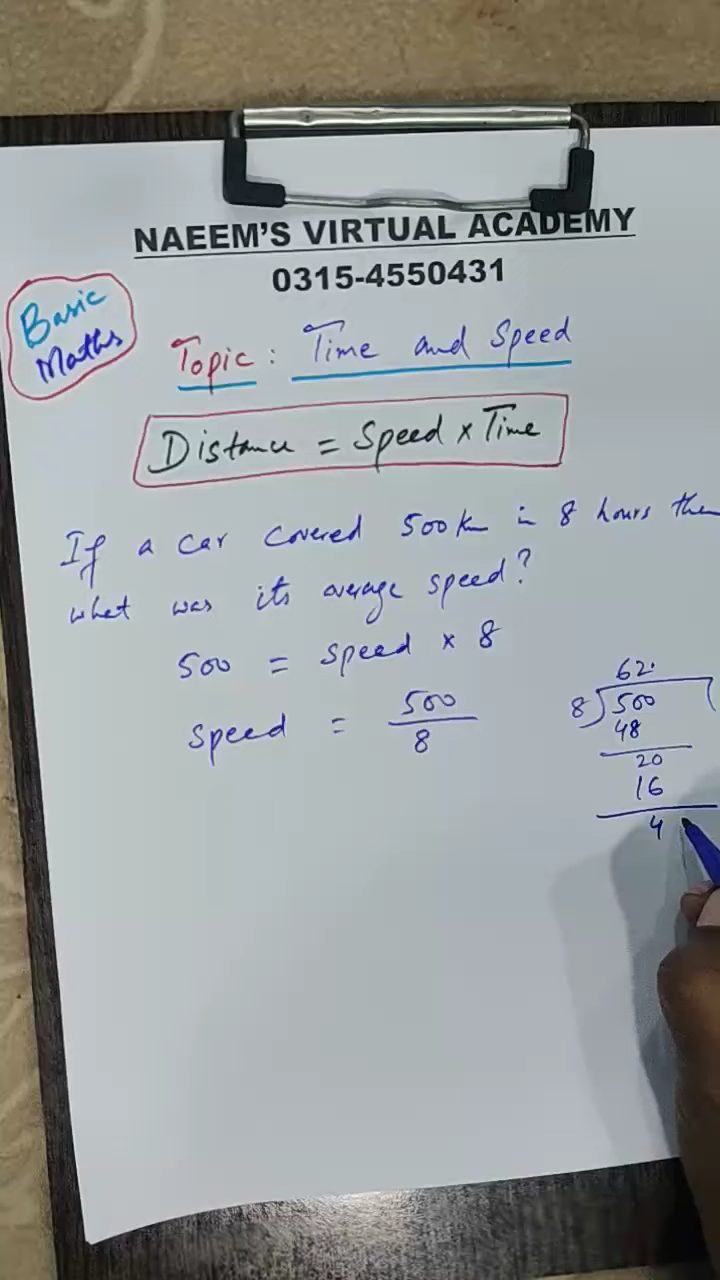 NAEEM'S VIRTUAL ACADEMY
0315-4550431
Basic
Maths
Topic: Time and Speed
Distance = Speed × Time
If a car covered 500km in 8 hours then
what was its average speed?
500 = speed × 8
speed = 500/8
62.
8)500
48
20
16
4